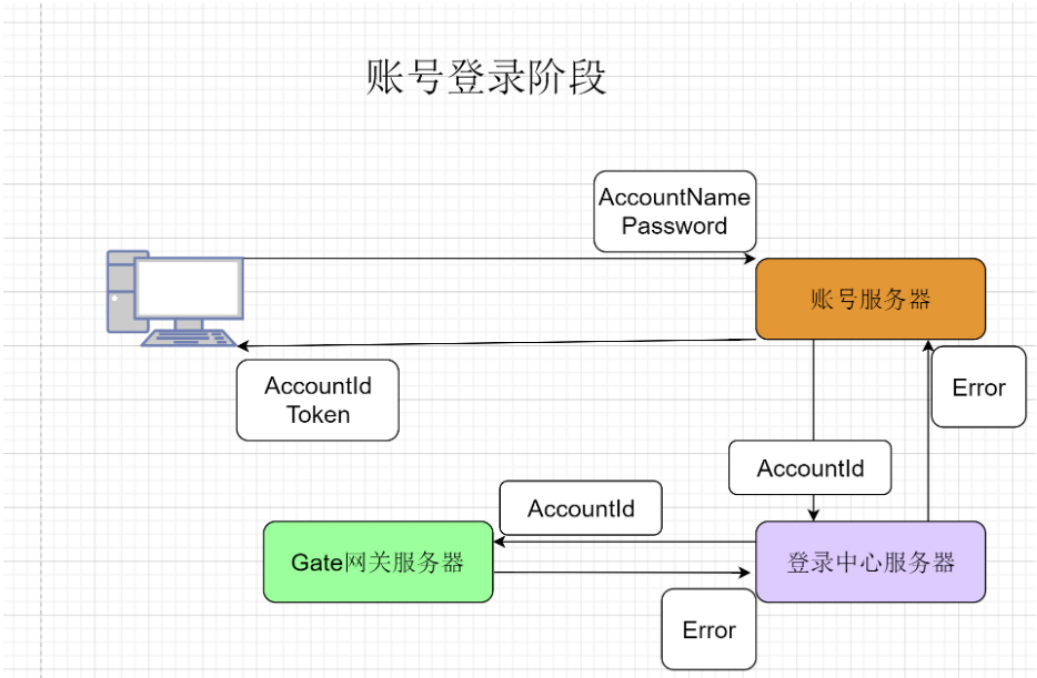 账号登录阶段
AccountName
Password
账号服务器
AccountId
Token
Error
AccountId
AccountId
Gate网关服务器
登录中心服务器
Error